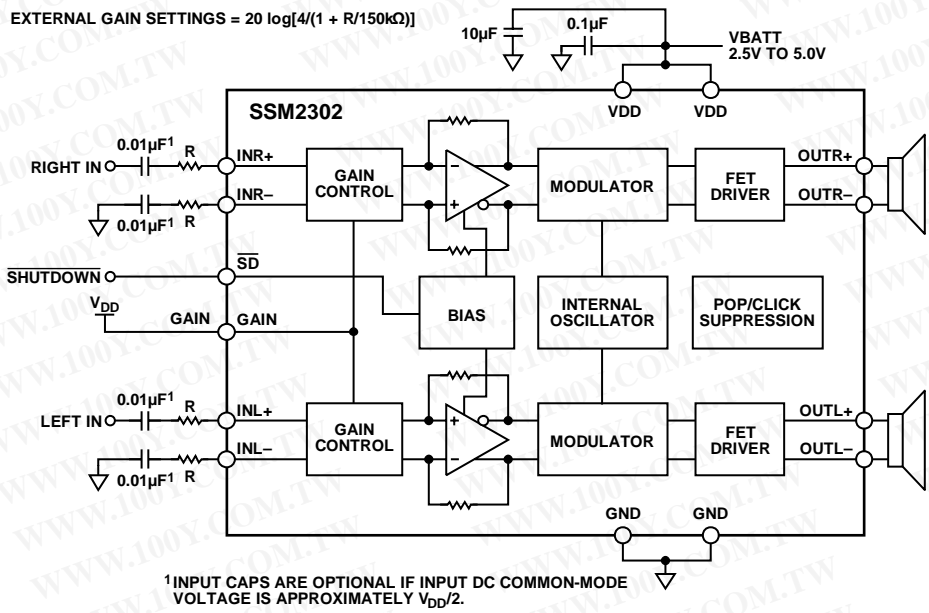 EXTERNAL GAIN SETTINGS = 20 log[4/(1 + R/150kΩ)]
10µF
0.1µF
VBATT
2.5V TO 5.0V
VDD
VDD
SSM2302
0.01µF¹
R
RIGHT IN
INR+
INR–
0.01µF¹
R
GAIN
CONTROL
MODULATOR
FET
DRIVER
OUTR+
OUTR–
SHUTDOWN
SD
VDD
GAIN
GAIN
BIAS
INTERNAL
OSCILLATOR
POP/CLICK
SUPPRESSION
0.01µF¹
R
LEFT IN
INL+
INL–
0.01µF¹
R
GAIN
CONTROL
MODULATOR
FET
DRIVER
OUTL+
OUTL–
GND
GND
¹INPUT CAPS ARE OPTIONAL IF INPUT DC COMMON-MODE
VOLTAGE IS APPROXIMATELY VDD/2.
WWW.100Y.COM.TW